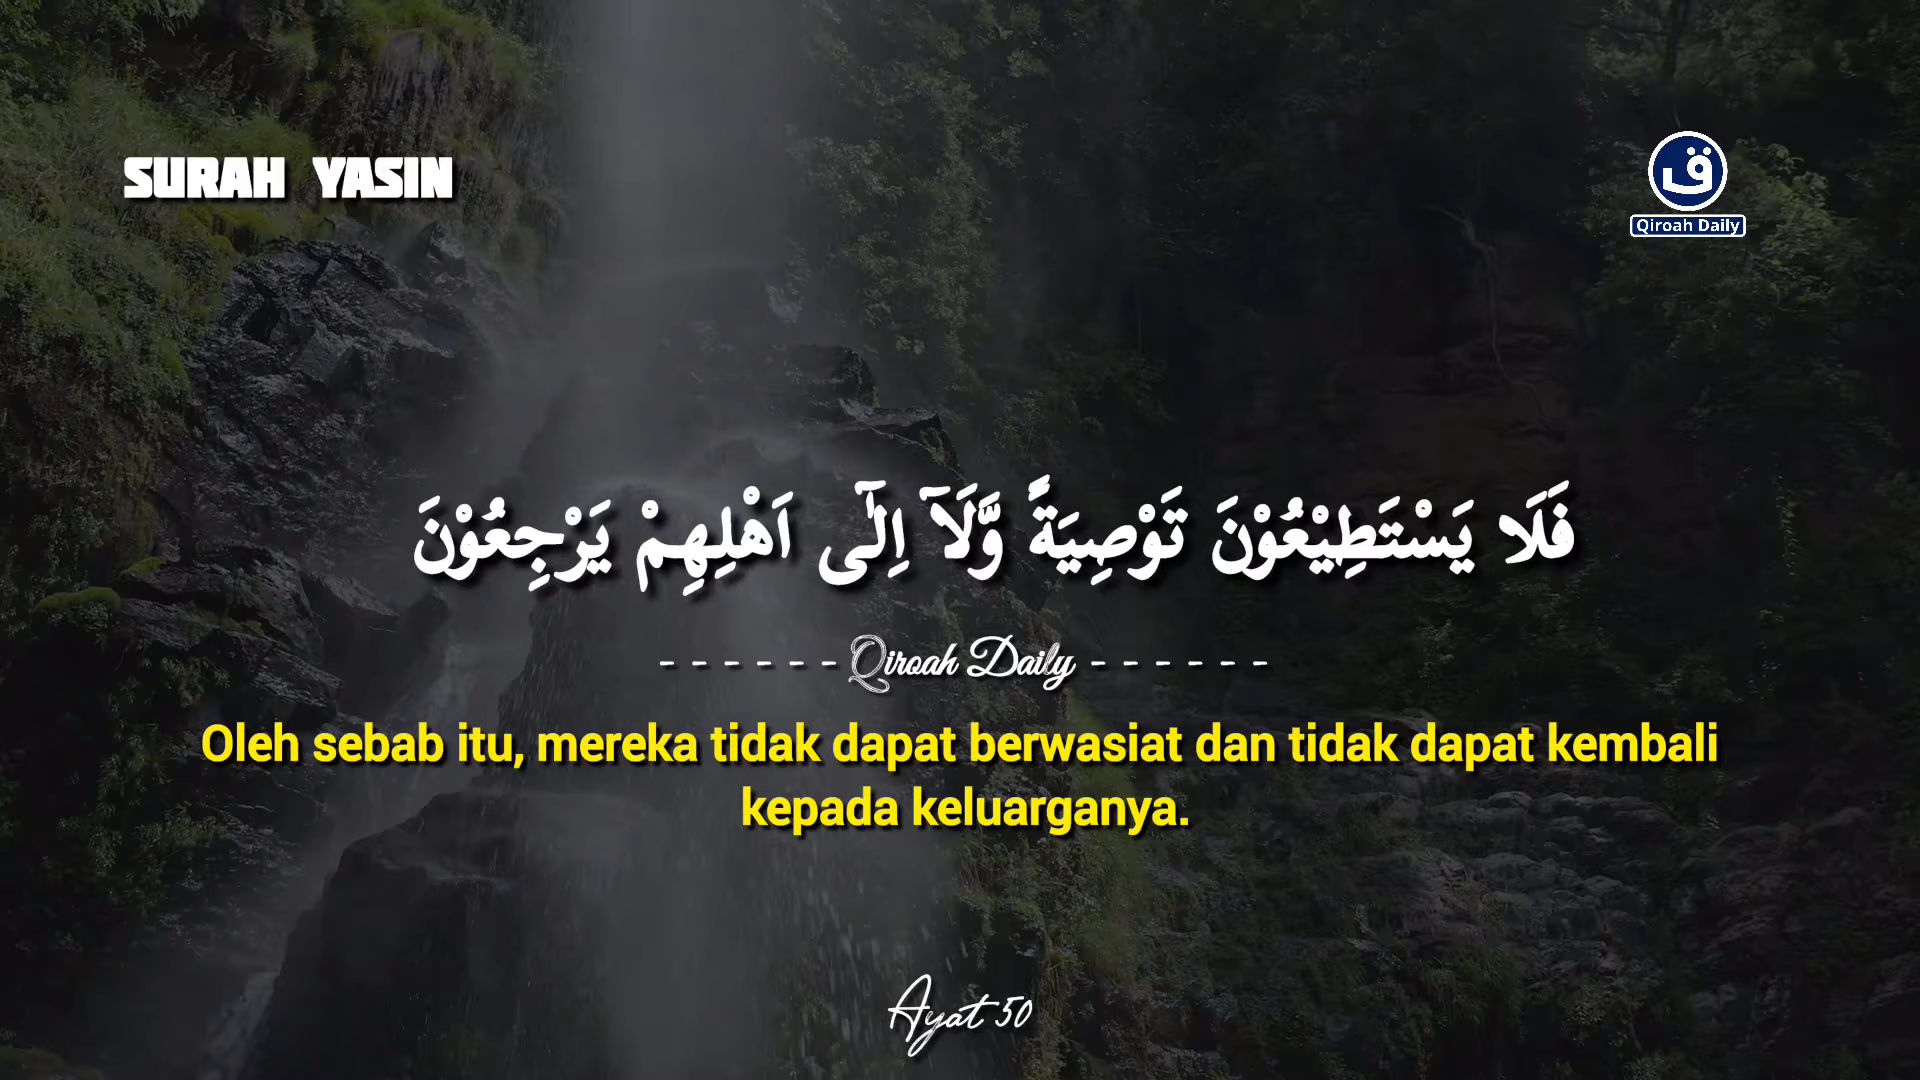 SURAH YASIN
ق
Qiroah Daily
فَلَا يَسْتَطِيْعُوْنَ تَوْصِيَةً وَّلَآ اِلٰٓى اَهْلِهِمْ يَرْجِعُوْنَ
- - - - - - Qiroah Daily - - - - - -
Oleh sebab itu, mereka tidak dapat berwasiat dan tidak dapat kembali
kepada keluarganya.
Ayat 50